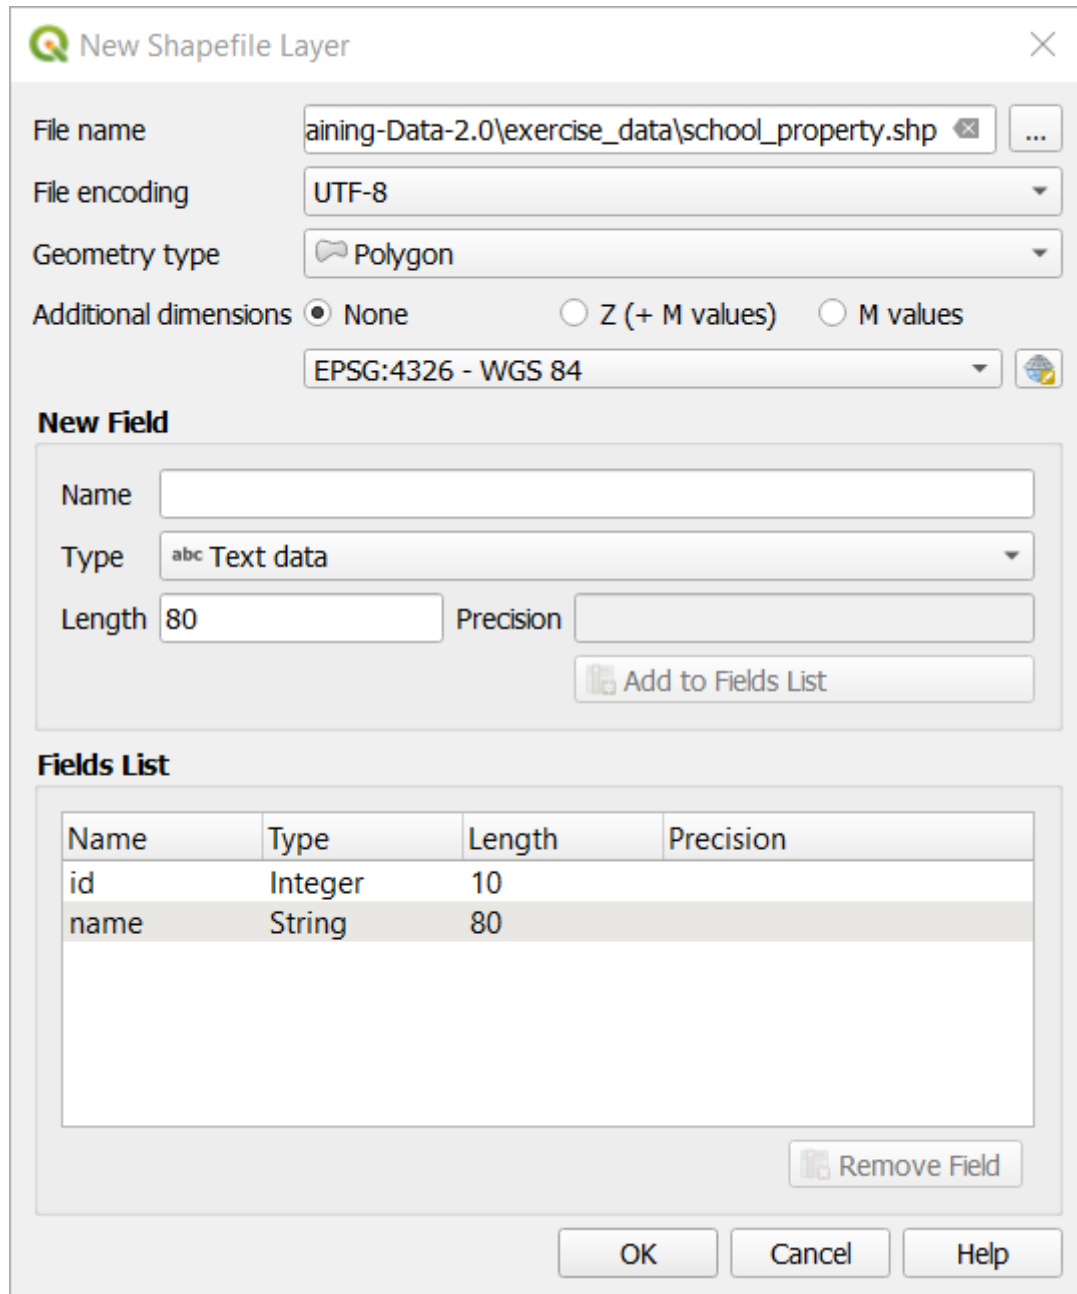 New Shapefile Layer
File name aining-Data-2.0\exercise_data\school_property.shp ...
File encoding UTF-8
Geometry type Polygon
Additional dimensions None Z (+ M values) M values
EPSG:4326 - WGS 84
New Field
Name
Type abc Text data
Length 80 Precision
Add to Fields List
Fields List
Name Type Length Precision
id Integer 10
name String 80
Remove Field
OK Cancel Help